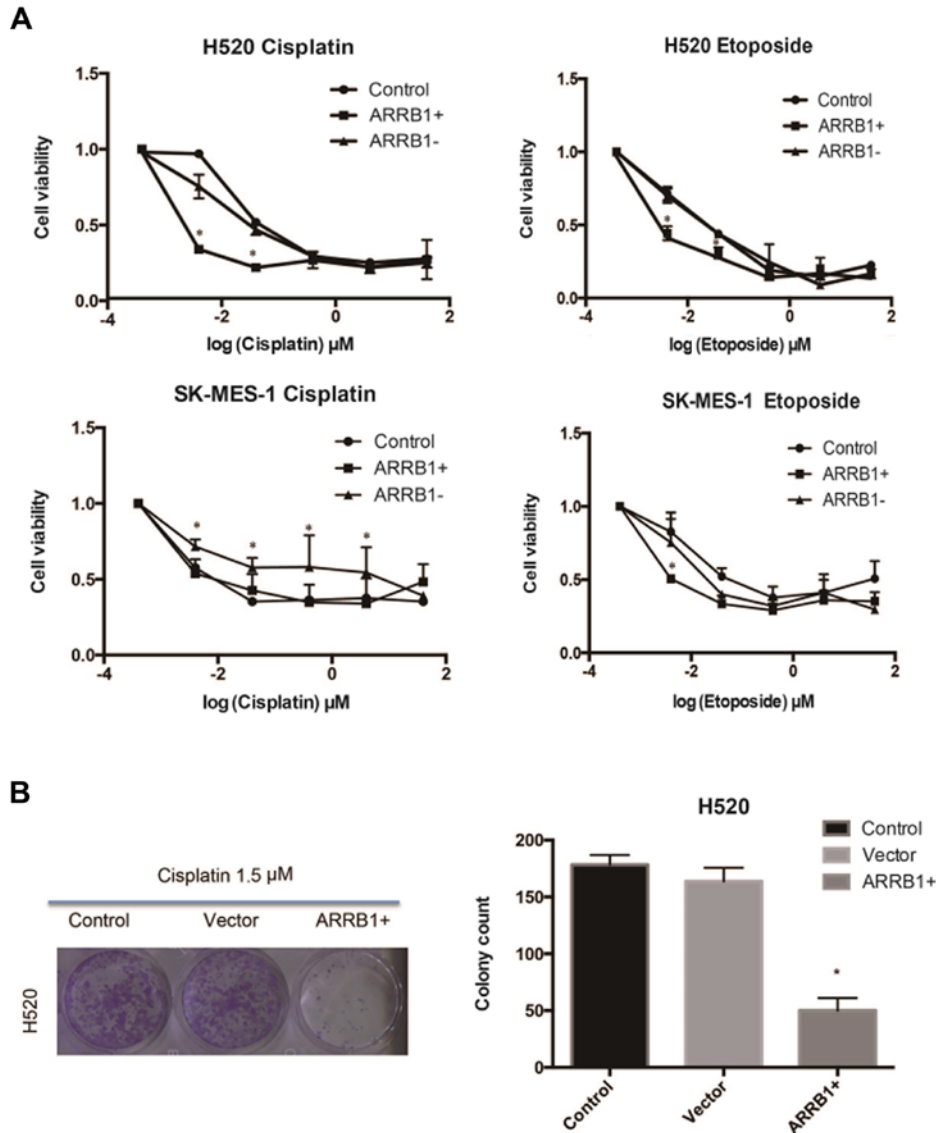 A
H520 Cisplatin
1.5
1.0
0.5
0.0
-4
-2
0
2
Cell viability
log (Cisplatin) µM
Control
ARRB1+
ARRB1-
*
*
H520 Etoposide
1.5
1.0
0.5
0.0
-4
-2
0
2
Cell viability
log (Etoposide) µM
Control
ARRB1+
ARRB1-
*
*
SK-MES-1 Cisplatin
1.5
1.0
0.5
0.0
-4
-2
0
2
Cell viability
log (Cisplatin) µM
Control
ARRB1+
ARRB1-
*
*
*
*
SK-MES-1 Etoposide
1.5
1.0
0.5
0.0
-4
-2
0
2
Cell viability
log (Etoposide) µM
Control
ARRB1+
ARRB1-
*
B
Cisplatin 1.5 µM
Control Vector ARRB1+
H520
H520
200
150
100
50
0
Colony count
Control
Vector
ARRB1+
*
Control
Vector
ARRB1+